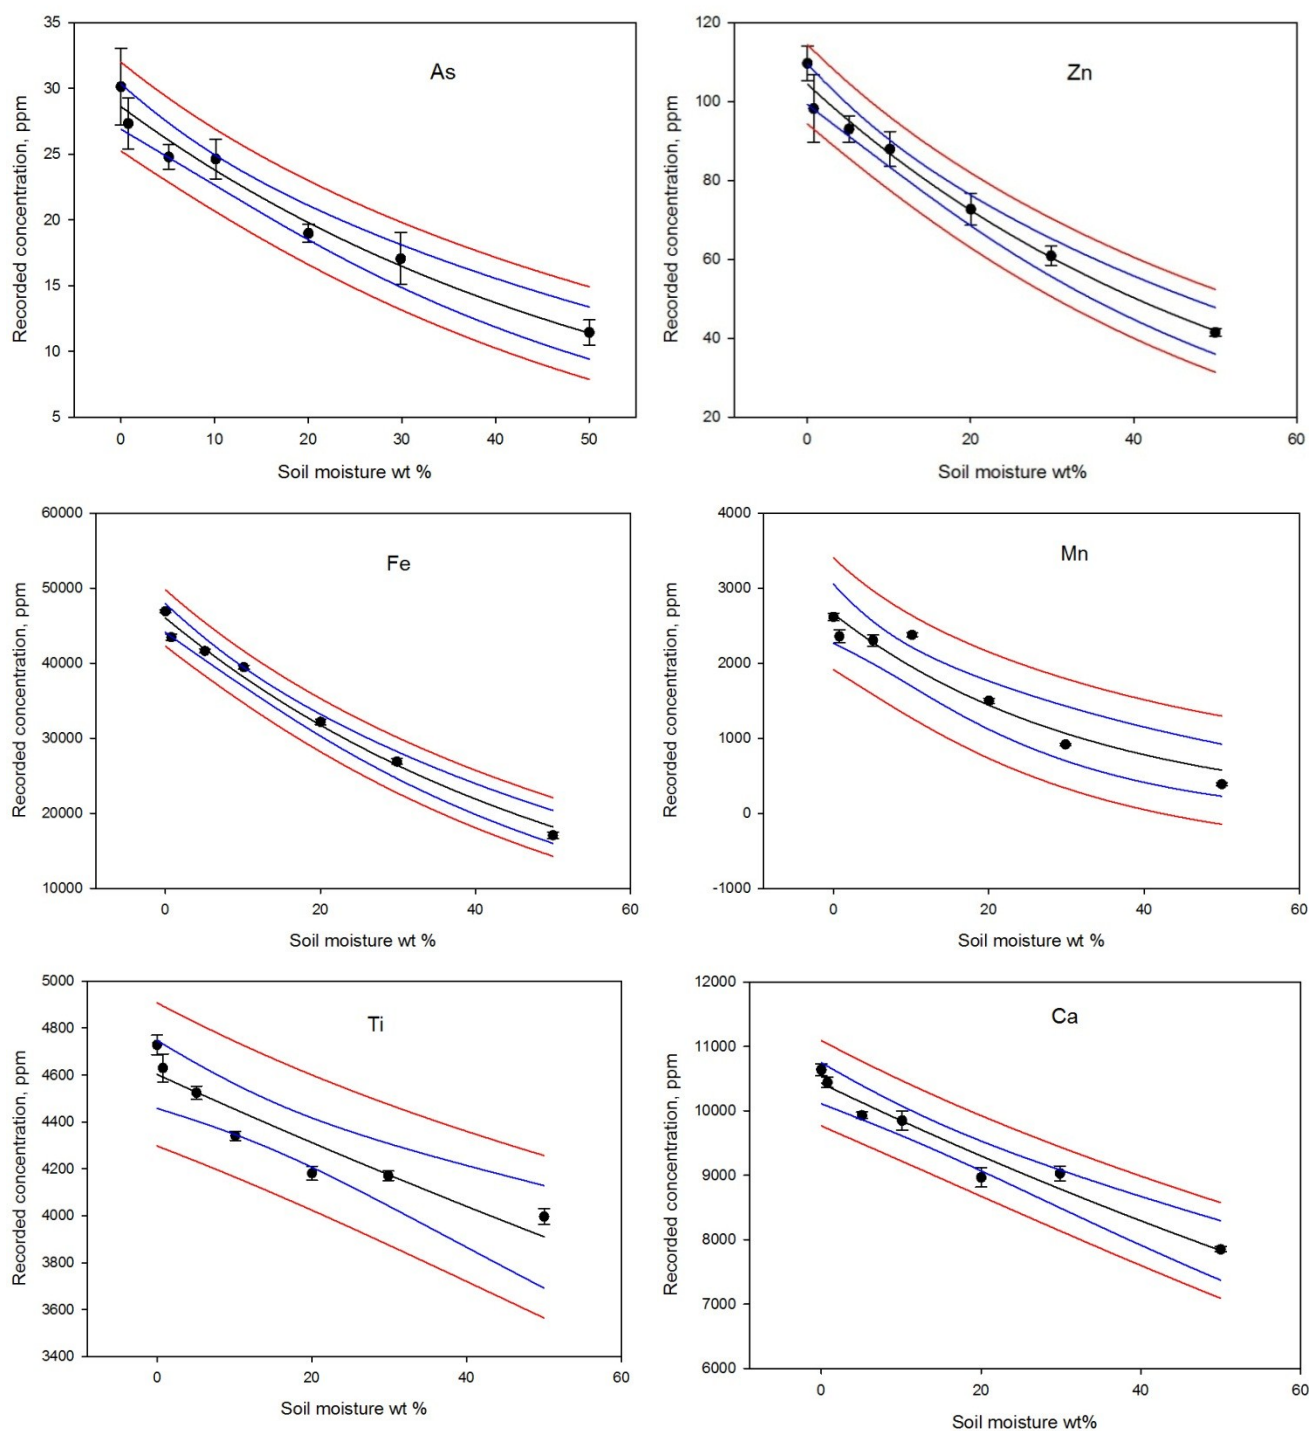 As
Recorded concentration, ppm
35
30
25
20
15
10
5
0 10 20 30 40 50
Soil moisture wt %
Zn
Recorded concentration, ppm
120
100
80
60
40
20
0 20 40 60
Soil moisture wt%
Fe
Recorded concentration, ppm
60000
50000
40000
30000
20000
10000
0 20 40 60
Soil moisture wt %
Mn
Recorded concentration, ppm
4000
3000
2000
1000
0
-1000
0 20 40 60
Soil moisture wt %
Ti
Recorded concentration, ppm
5000
4800
4600
4400
4200
4000
3800
3600
3400
0 20 40 60
Soil moisture wt %
Ca
Recorded concentration, ppm
12000
11000
10000
9000
8000
7000
6000
0 20 40 60
Soil moisture wt%